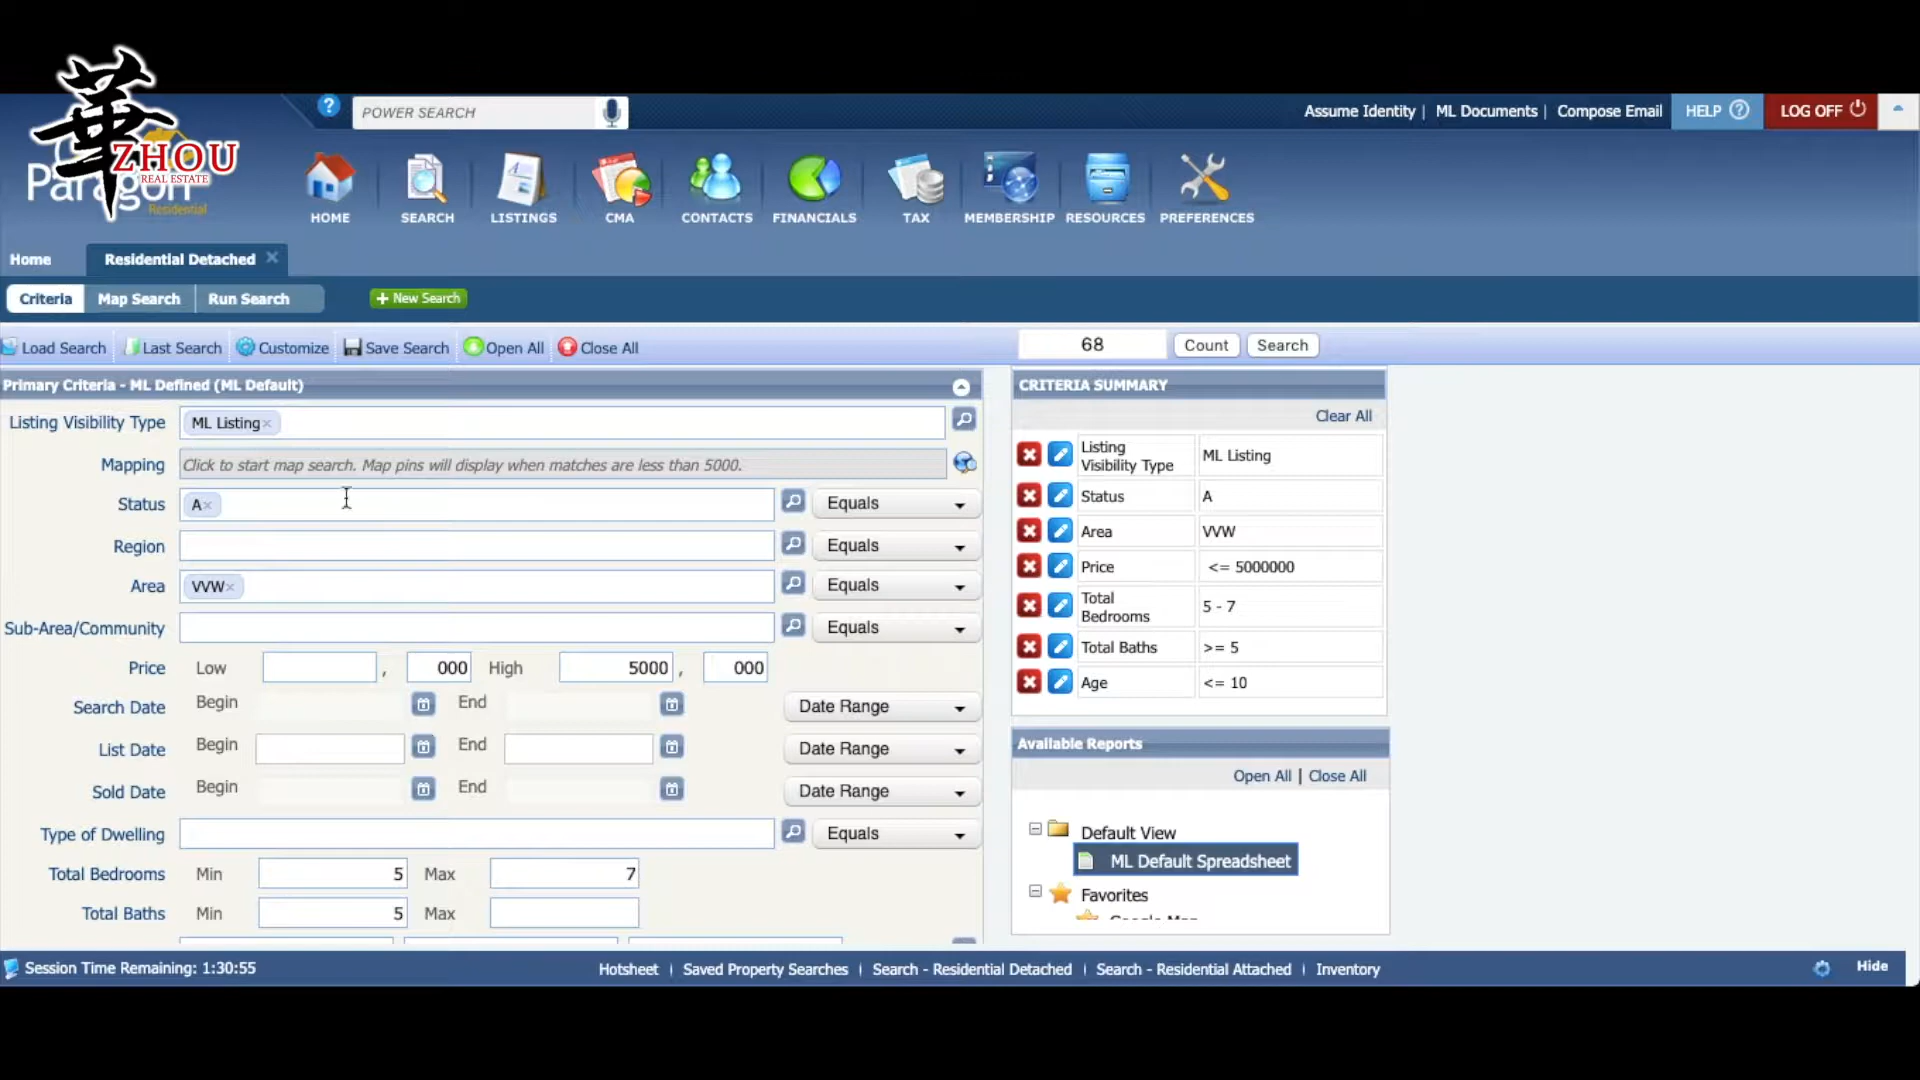 華
ZHOU
REAL ESTATE
Paragon
Residential
POWER SEARCH
Assume Identity | ML Documents | Compose Email
HELP
LOG OFF
HOME
SEARCH
LISTINGS
CMA
CONTACTS
FINANCIALS
TAX
MEMBERSHIP
RESOURCES
PREFERENCES
Home
Residential Detached
Criteria
Map Search
Run Search
+ New Search
Load Search
Last Search
Customize
Save Search
Open All
Close All
68
Count
Search
Primary Criteria - ML Defined (ML Default)
Listing Visibility Type
ML Listing×
Mapping
Click to start map search. Map pins will display when matches are less than 5000.
Status
A×
Equals
Region
Equals
Area
VVW×
Equals
Sub-Area/Community
Equals
Price Low , 000 High 5000 , 000
Search Date Begin End Date Range
List Date Begin End Date Range
Sold Date Begin End Date Range
Type of Dwelling
Equals
Total Bedrooms Min 5 Max 7
Total Baths Min 5 Max
CRITERIA SUMMARY
Clear All
Listing
Visibility Type
ML Listing
Status A
Area VVW
Price <= 5000000
Total
Bedrooms
5 - 7
Total Baths >= 5
Age <= 10
Available Reports
Open All | Close All
Default View
ML Default Spreadsheet
Favorites
Google Map
Session Time Remaining: 1:30:55
Hotsheet | Saved Property Searches | Search - Residential Detached | Search - Residential Attached | Inventory
Hide